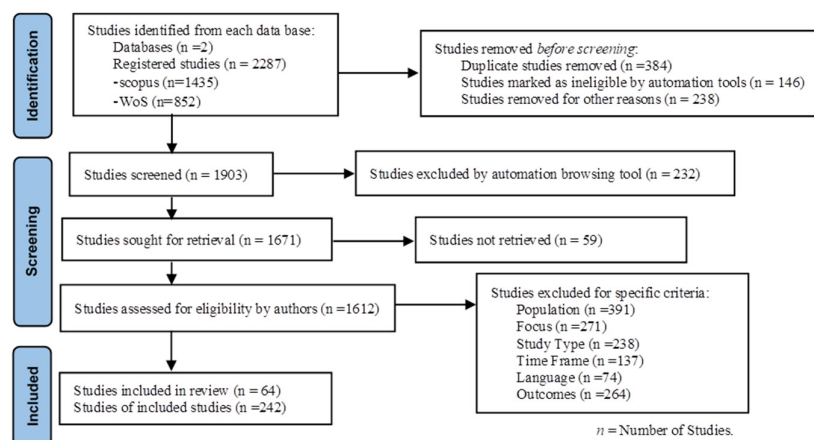 Identification
Studies identified from each data base:
Databases (n =2)
Registered studies (n = 2287)
-scopus (n=1435)
-WoS (n=852)
Studies removed before screening:
Duplicate studies removed (n =384)
Studies marked as ineligible by automation tools (n = 146)
Studies removed for other reasons (n = 238)
Screening
Studies screened (n = 1903)
Studies excluded by automation browsing tool (n = 232)
Studies sought for retrieval (n = 1671)
Studies not retrieved (n = 59)
Studies assessed for eligibility by authors (n =1612)
Studies excluded for specific criteria:
Population (n =391)
Focus (n =271)
Study Type (n =238)
Time Frame (n =137)
Language (n =74)
Outcomes (n =264)
Included
Studies included in review (n = 64)
Studies of included studies (n =242)
n = Number of Studies.